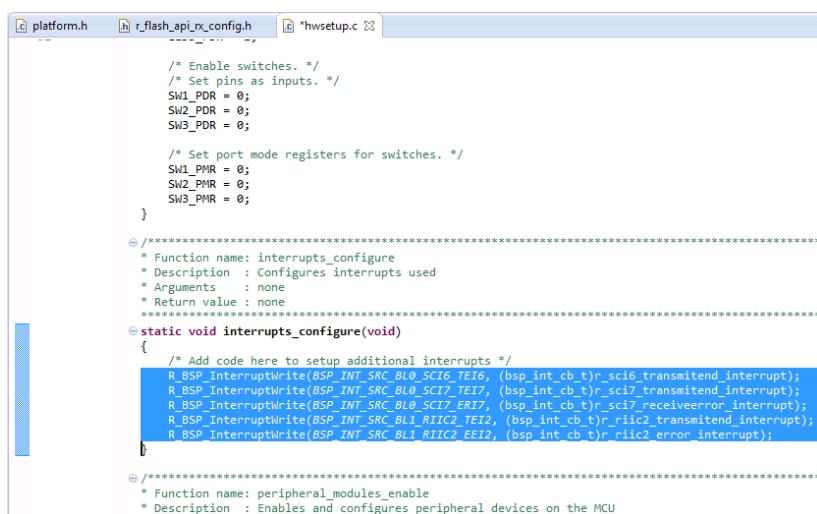 platform.h r_flash_api_rx_config.h *hwsetup.c
/* Enable switches. */
/* Set pins as inputs. */
SW1_PDR = 0;
SW2_PDR = 0;
SW3_PDR = 0;
/* Set port mode registers for switches. */
SW1_PMR = 0;
SW2_PMR = 0;
SW3_PMR = 0;
}
/***********************************************************************************************
* Function name: interrupts_configure
* Description  : Configures interrupts used
* Arguments    : none
* Return value : none
************************************************************************************************
static void interrupts_configure(void)
{
/* Add code here to setup additional interrupts */
R_BSP_InterruptWrite(BSP_INT_SRC_BL0_SCI6_TEI6, (bsp_int_cb_t)r_sci6_transmitend_interrupt);
R_BSP_InterruptWrite(BSP_INT_SRC_BL0_SCI7_TEI7, (bsp_int_cb_t)r_sci7_transmitend_interrupt);
R_BSP_InterruptWrite(BSP_INT_SRC_BL0_SCI7_ERI7, (bsp_int_cb_t)r_sci7_receiveerror_interrupt);
R_BSP_InterruptWrite(BSP_INT_SRC_BL1_RIIC2_TEI2, (bsp_int_cb_t)r_riic2_transmitend_interrupt);
R_BSP_InterruptWrite(BSP_INT_SRC_BL1_RIIC2_EEI2, (bsp_int_cb_t)r_riic2_error_interrupt);
}
/***********************************************************************************************
* Function name: peripheral_modules_enable
* Description  : Enables and configures peripheral devices on the MCU